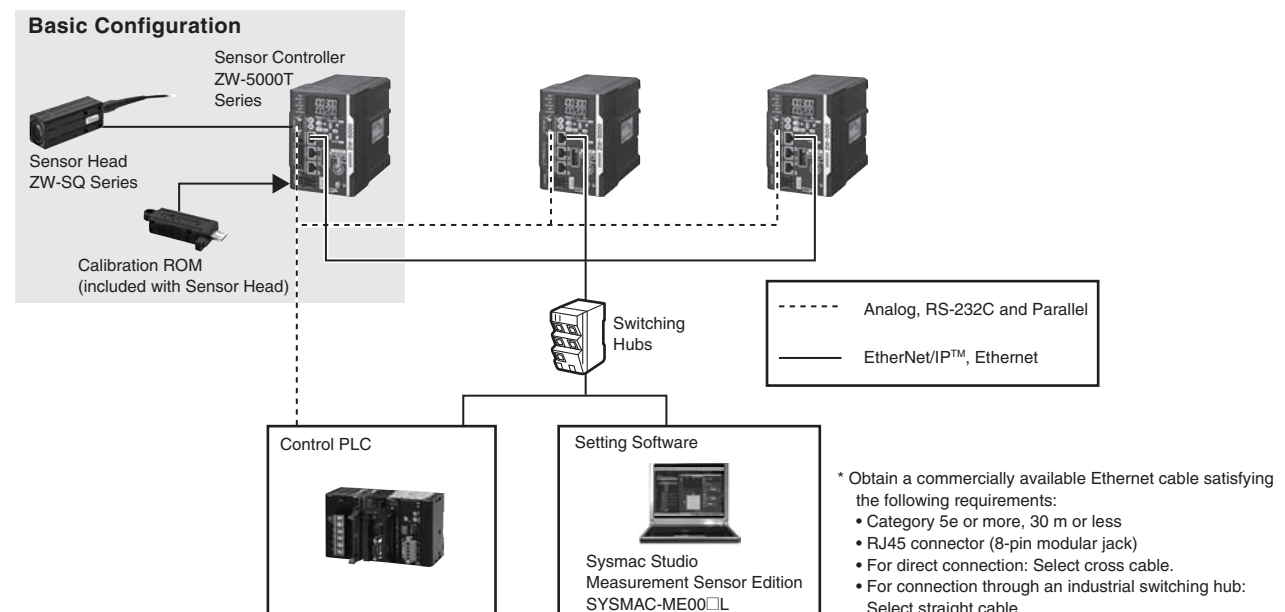 Basic Configuration
Sensor Controller
ZW-5000T
Series
Sensor Head
ZW-SQ Series
Calibration ROM
(included with Sensor Head)
Switching
Hubs
Analog, RS-232C and Parallel
EtherNet/IP™, Ethernet
Control PLC
Setting Software
Sysmac Studio
Measurement Sensor Edition
SYSMAC-ME00□L
* Obtain a commercially available Ethernet cable satisfying
the following requirements:
• Category 5e or more, 30 m or less
• RJ45 connector (8-pin modular jack)
• For direct connection: Select cross cable.
• For connection through an industrial switching hub:
Select straight cable.